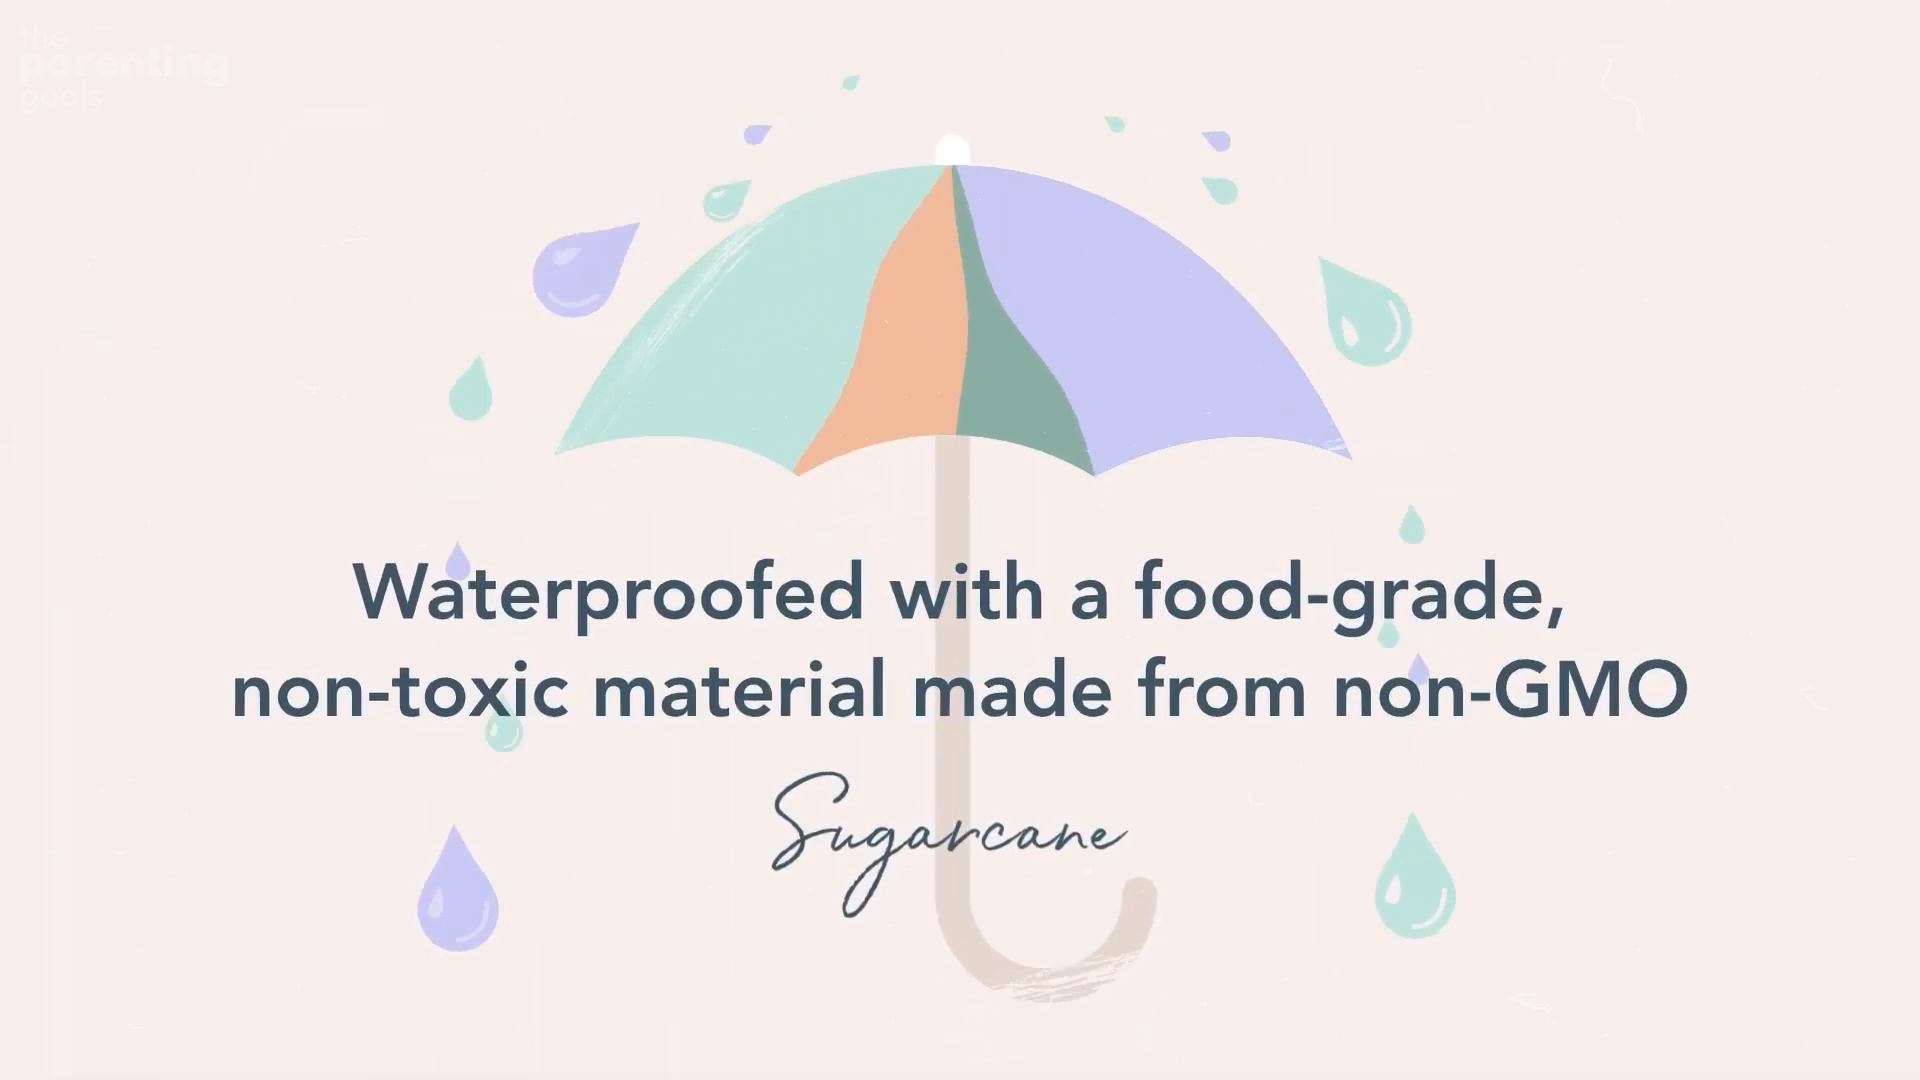 the
parenting
goals
Waterproofed with a food-grade,
non-toxic material made from non-GMO
Sugarcane